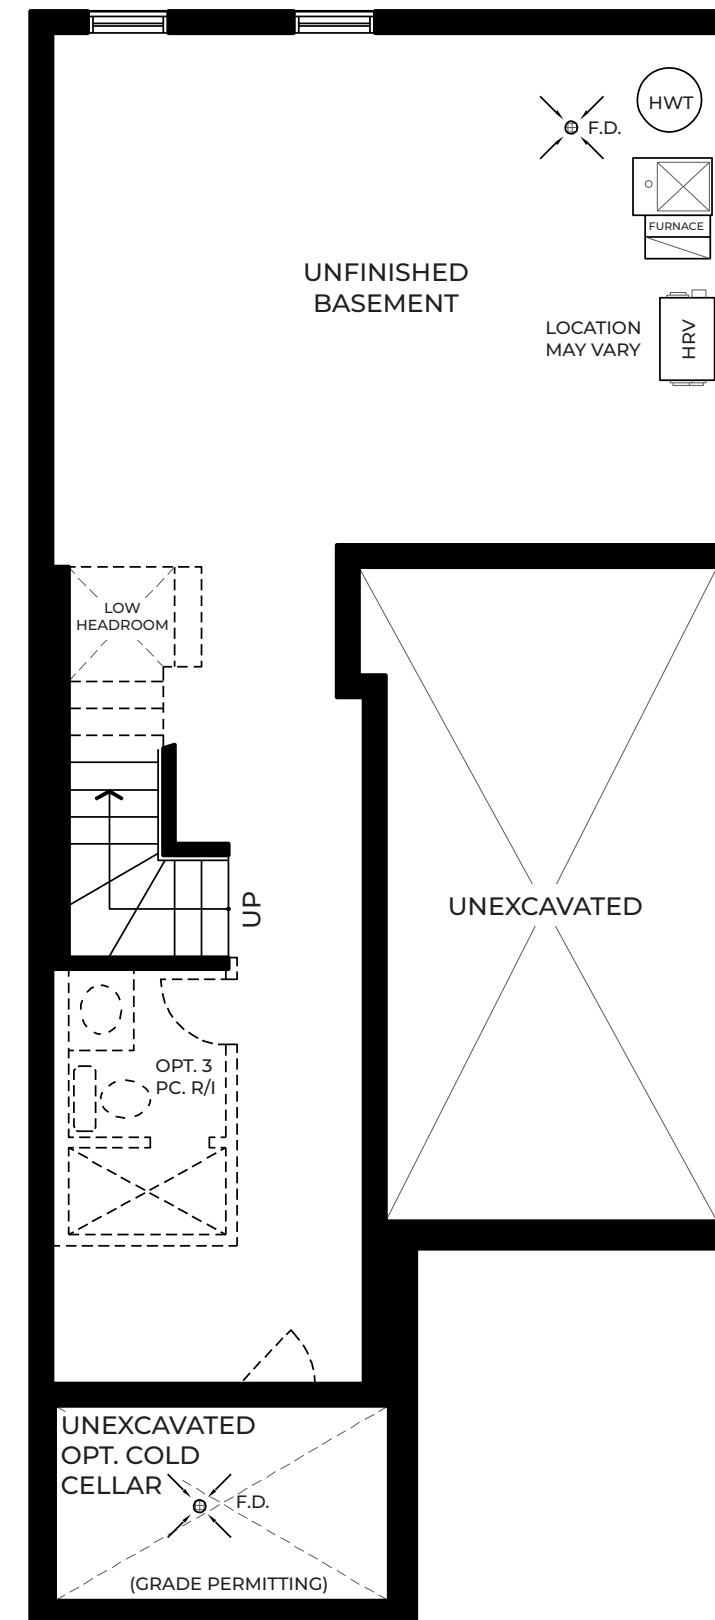 HWT
F.D.
FURNACE
UNFINISHED
BASEMENT
LOCATION
MAY VARY
HRV
LOW
HEADROOM
UP
UNEXCAVATED
OPT. 3
PC. R/I
UNEXCAVATED
OPT. COLD
CELLAR
F.D.
(GRADE PERMITTING)